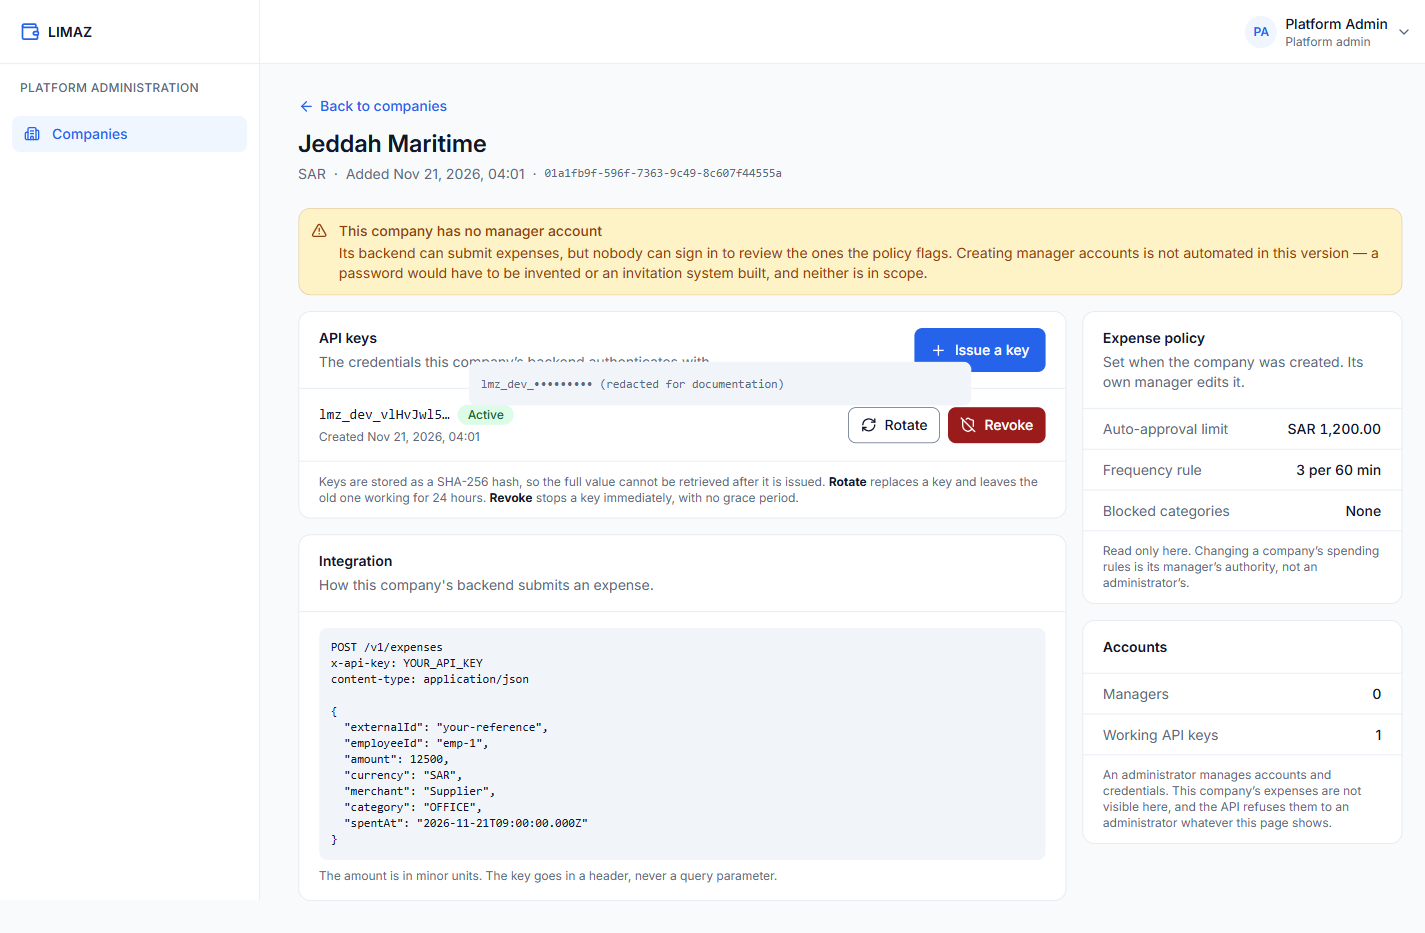 LIMAZ
PA
Platform Admin
Platform admin
PLATFORM ADMINISTRATION
Companies
Back to companies
Jeddah Maritime
SAR · Added Nov 21, 2026, 04:01 · 01a1fb9f-596f-7363-9c49-8c607f44555a
This company has no manager account
Its backend can submit expenses, but nobody can sign in to review the ones the policy flags. Creating manager accounts is not automated in this version — a
password would have to be invented or an invitation system built, and neither is in scope.
API keys
The credentials this company's backend authenticates with
Issue a key
lmz_dev_••••••••• (redacted for documentation)
lmz_dev_vlHvJwl5…
Active
Created Nov 21, 2026, 04:01
Rotate
Revoke
Keys are stored as a SHA-256 hash, so the full value cannot be retrieved after it is issued. Rotate replaces a key and leaves the
old one working for 24 hours. Revoke stops a key immediately, with no grace period.
Integration
How this company's backend submits an expense.
POST /v1/expenses
x-api-key: YOUR_API_KEY
content-type: application/json
{
"externalId": "your-reference",
"employeeId": "emp-1",
"amount": 12500,
"currency": "SAR",
"merchant": "Supplier",
"category": "OFFICE",
"spentAt": "2026-11-21T09:00:00.000Z"
}
The amount is in minor units. The key goes in a header, never a query parameter.
Expense policy
Set when the company was created. Its
own manager edits it.
Auto-approval limit SAR 1,200.00
Frequency rule 3 per 60 min
Blocked categories None
Read only here. Changing a company's spending
rules is its manager's authority, not an
administrator's.
Accounts
Managers 0
Working API keys 1
An administrator manages accounts and
credentials. This company's expenses are not
visible here, and the API refuses them to an
administrator whatever this page shows.